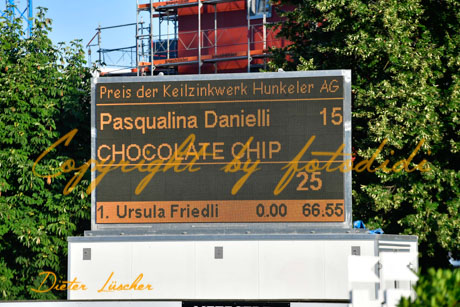 Preis der Keilzinkwerk Hunkeler AG
Pasqualina Danielli 15
CHOCOLATE CHIP
Copyright by fotodido
25
1. Ursula Friedli 0.00 66.55
Dieter Lüscher